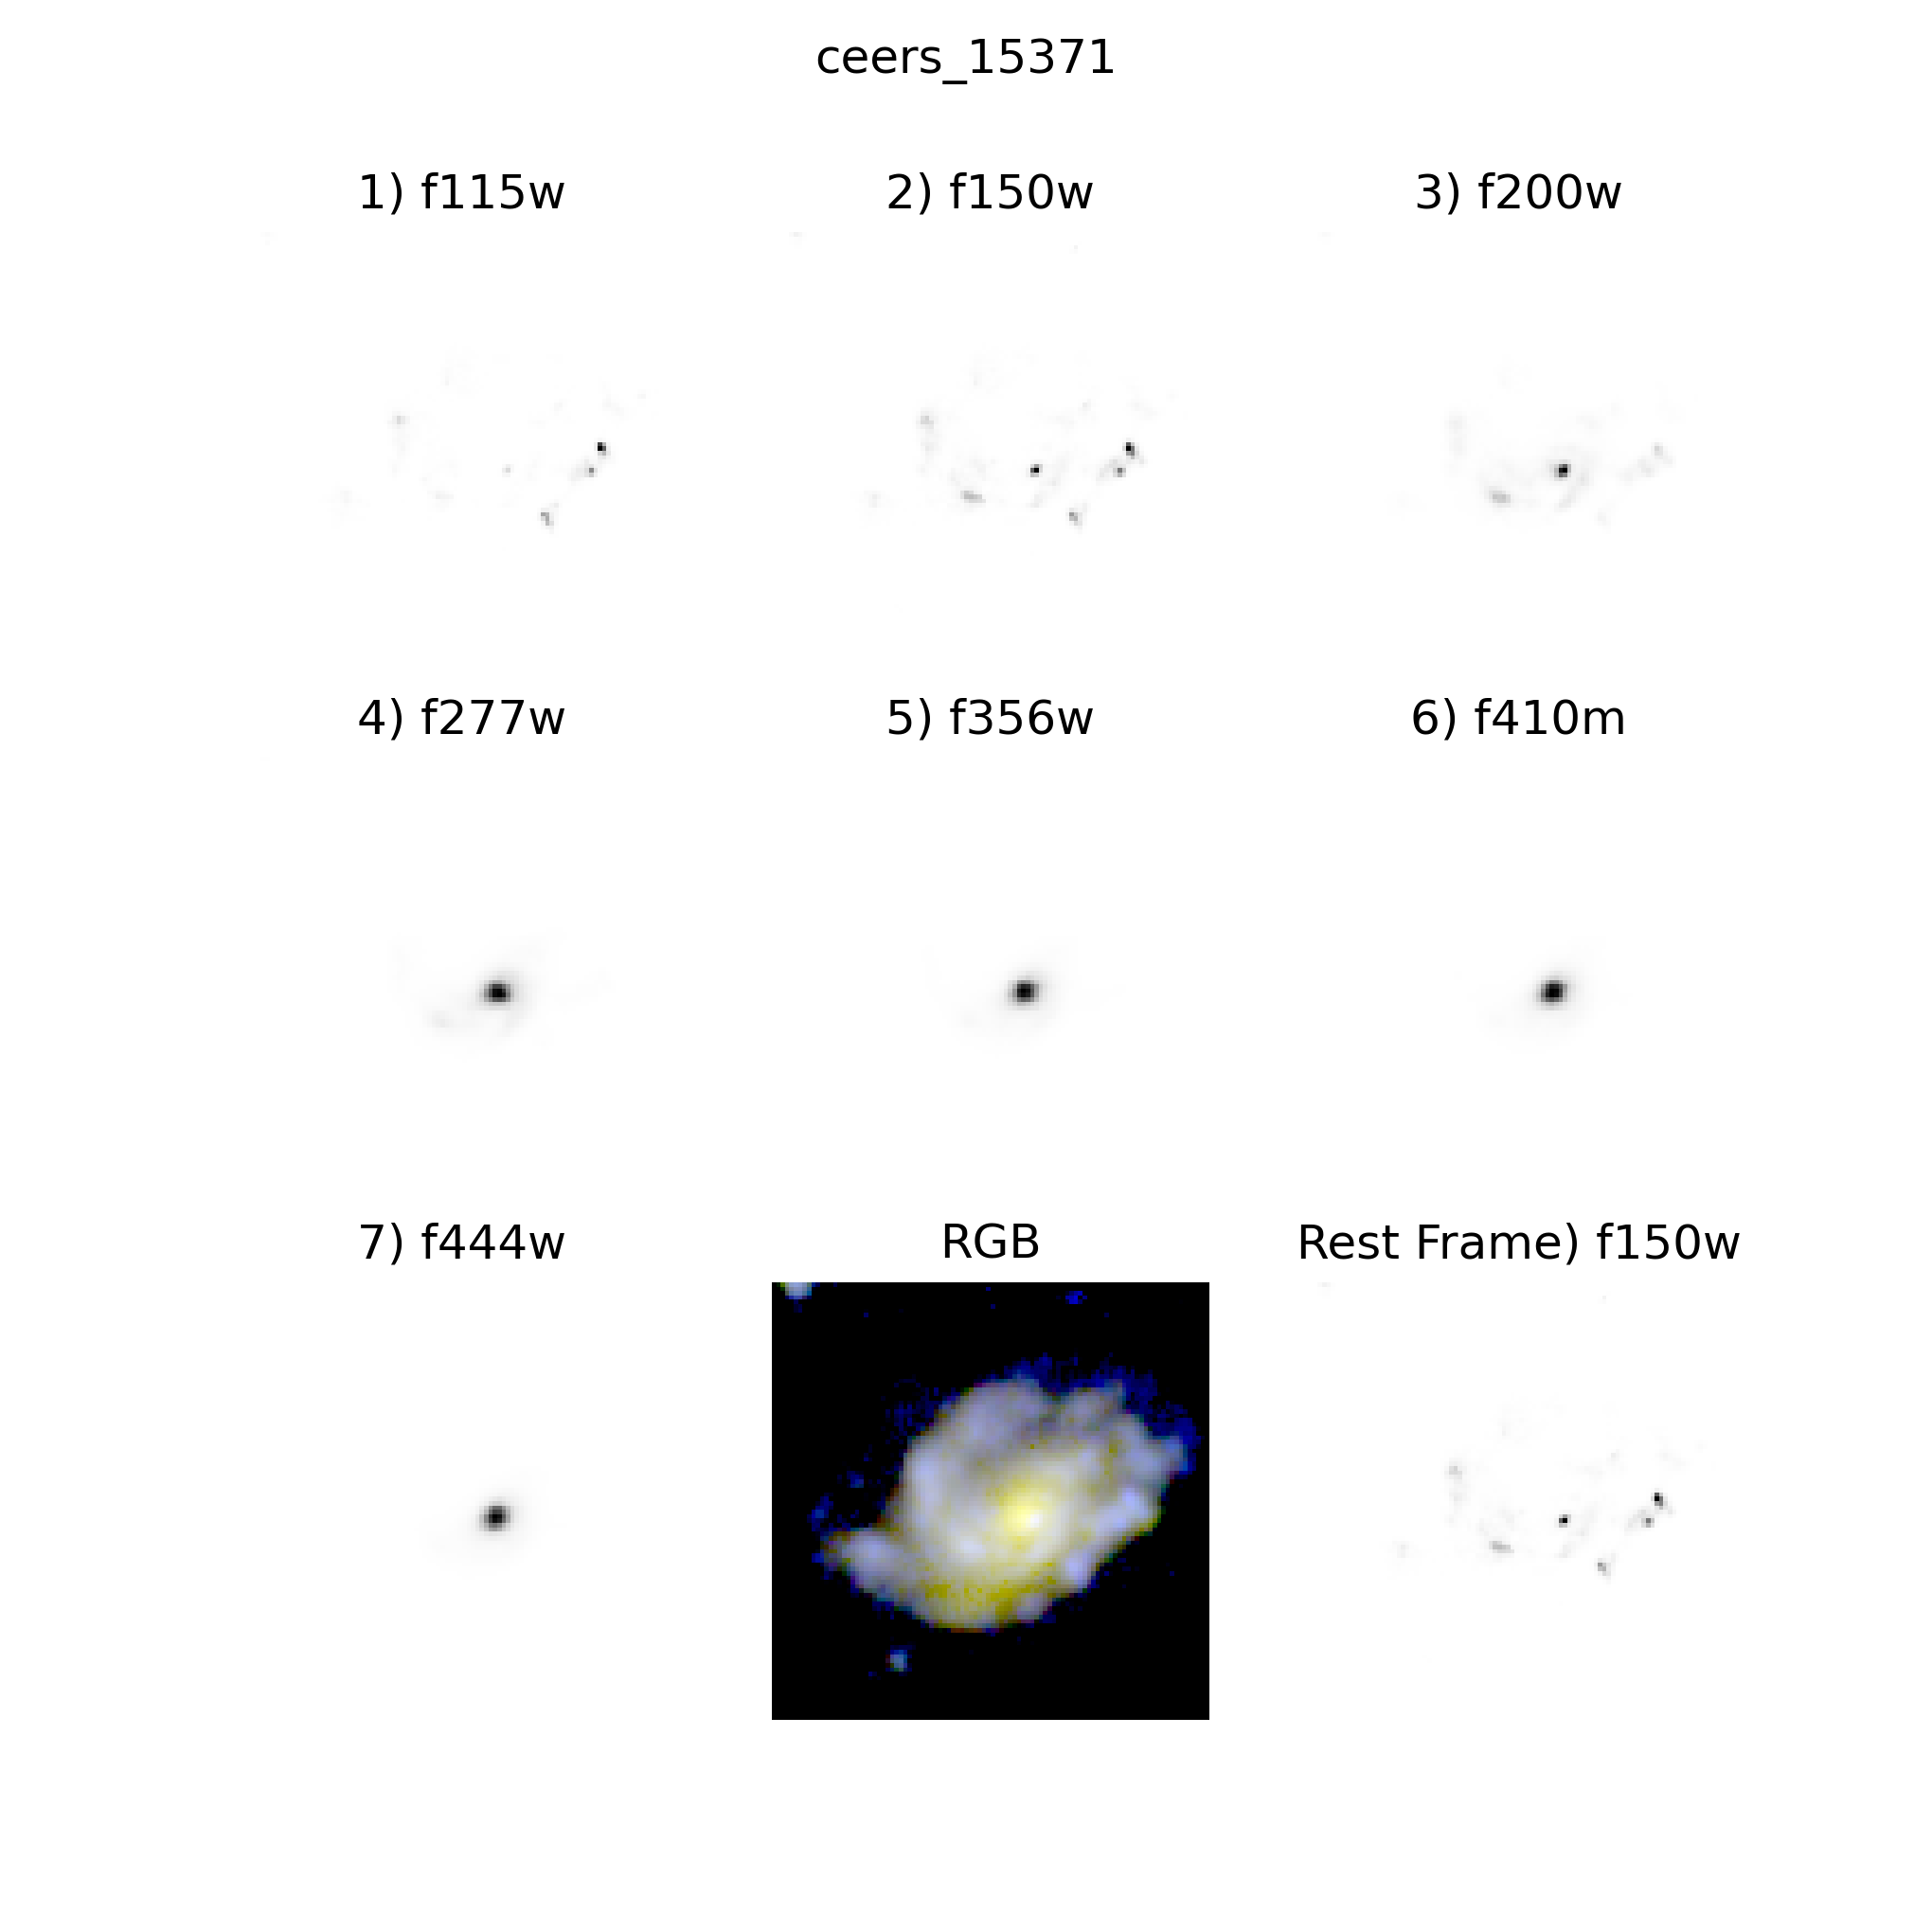 ceers_15371
1) f115w
2) f150w
3) f200w
4) f277w
5) f356w
6) f410m
7) f444w
RGB
Rest Frame) f150w